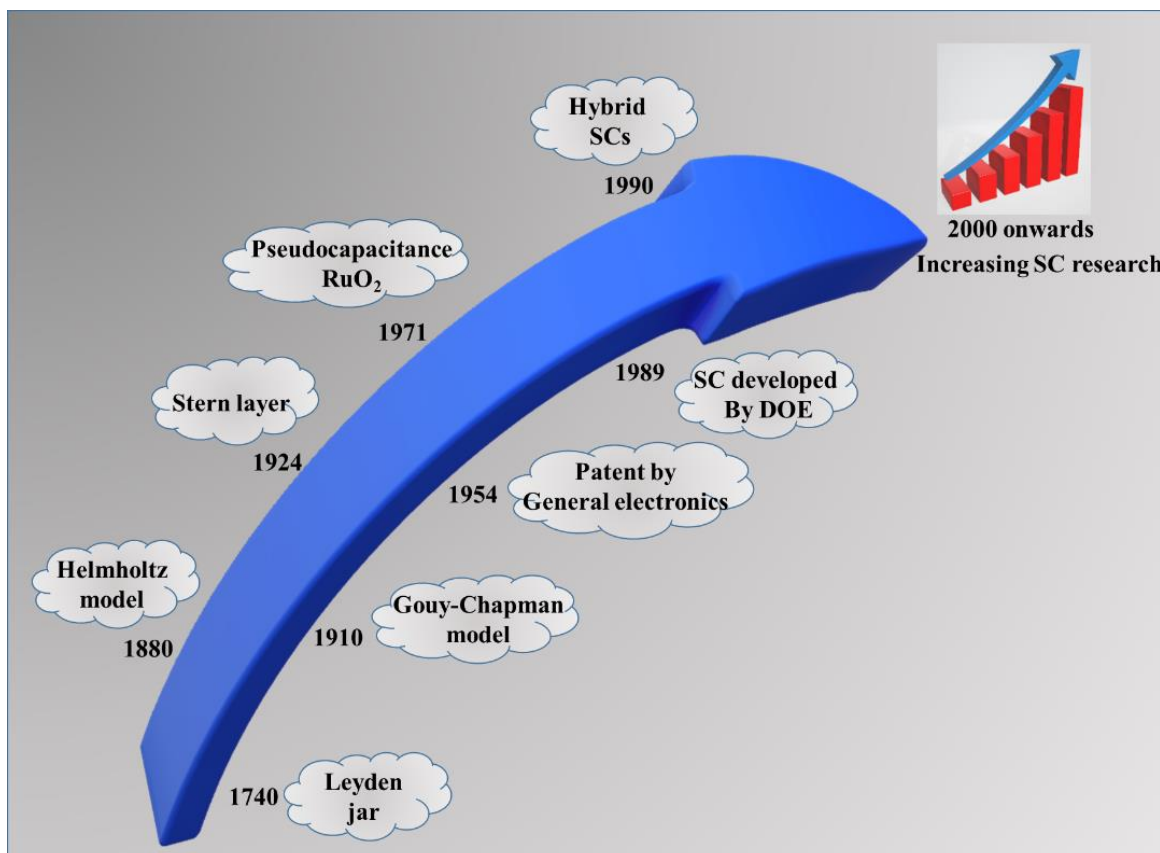 Hybrid
SCs
1990
2000 onwards
Increasing SC research
Pseudocapacitance
RuO₂
1971
1989
SC developed
By DOE
Stern layer
1924
1954
Patent by
General electronics
Helmholtz
model
1880
Gouy-Chapman
model
1910
Leyden
jar
1740